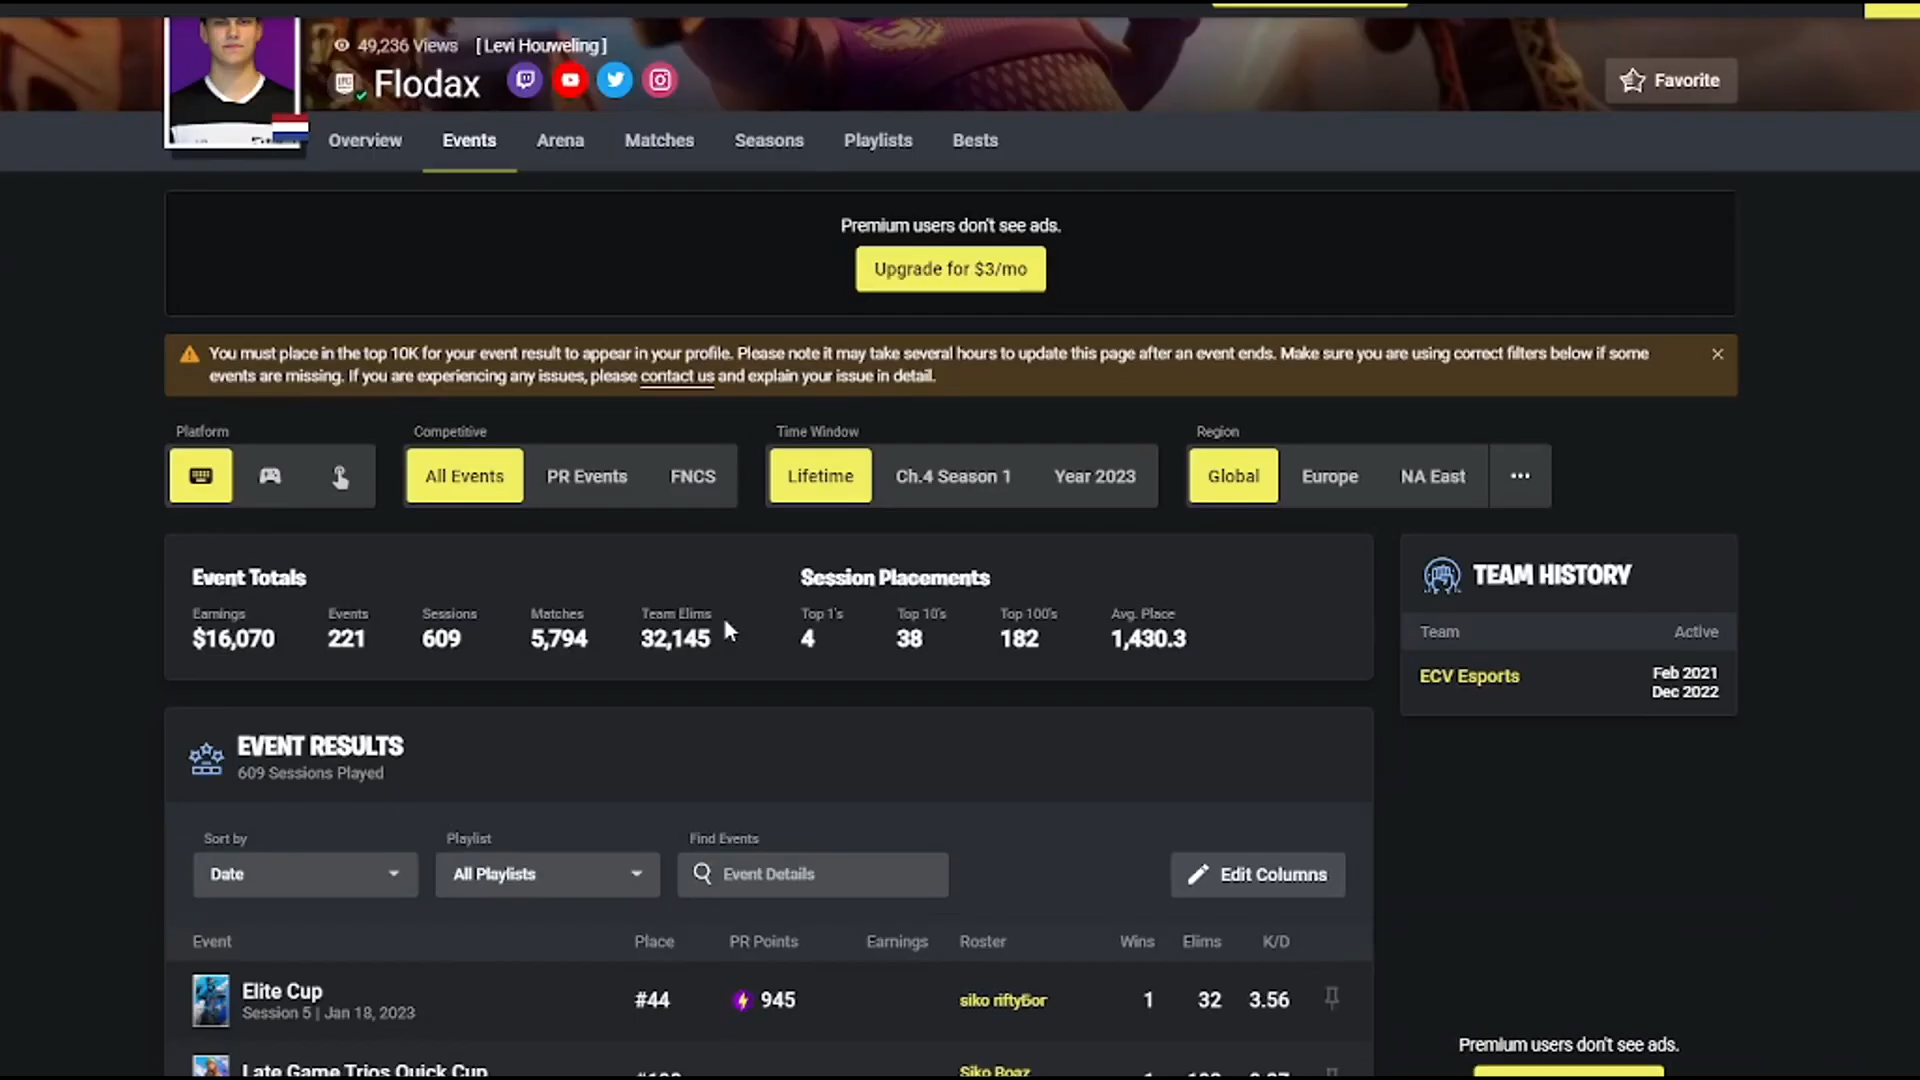 49,236 Views [ Levi Houweling ]
Flodax
Favorite
Overview Events Arena Matches Seasons Playlists Bests
Premium users don't see ads.
Upgrade for $3/mo
You must place in the top 10K for your event result to appear in your profile. Please note it may take several hours to update this page after an event ends. Make sure you are using correct filters below if some
events are missing. If you are experiencing any issues, please contact us and explain your issue in detail.
Platform Competitive Time Window Region
All Events PR Events FNCS Lifetime Ch.4 Season 1 Year 2023 Global Europe NA East ...
Event Totals Session Placements
Earnings Events Sessions Matches Team Elims Top 1's Top 10's Top 100's Avg. Place
$16,070 221 609 5,794 32,145 4 38 182 1,430.3
TEAM HISTORY
Team Active
ECV Esports Feb 2021
Dec 2022
EVENT RESULTS
609 Sessions Played
Sort by Playlist Find Events
Date All Playlists Event Details Edit Columns
Event Place PR Points Earnings Roster Wins Elims K/D
Elite Cup #44 945 siko rifty6or 1 32 3.56
Session 5 | Jan 18, 2023
Late Game Trios Quick Cup Siko Boaz
Premium users don't see ads.